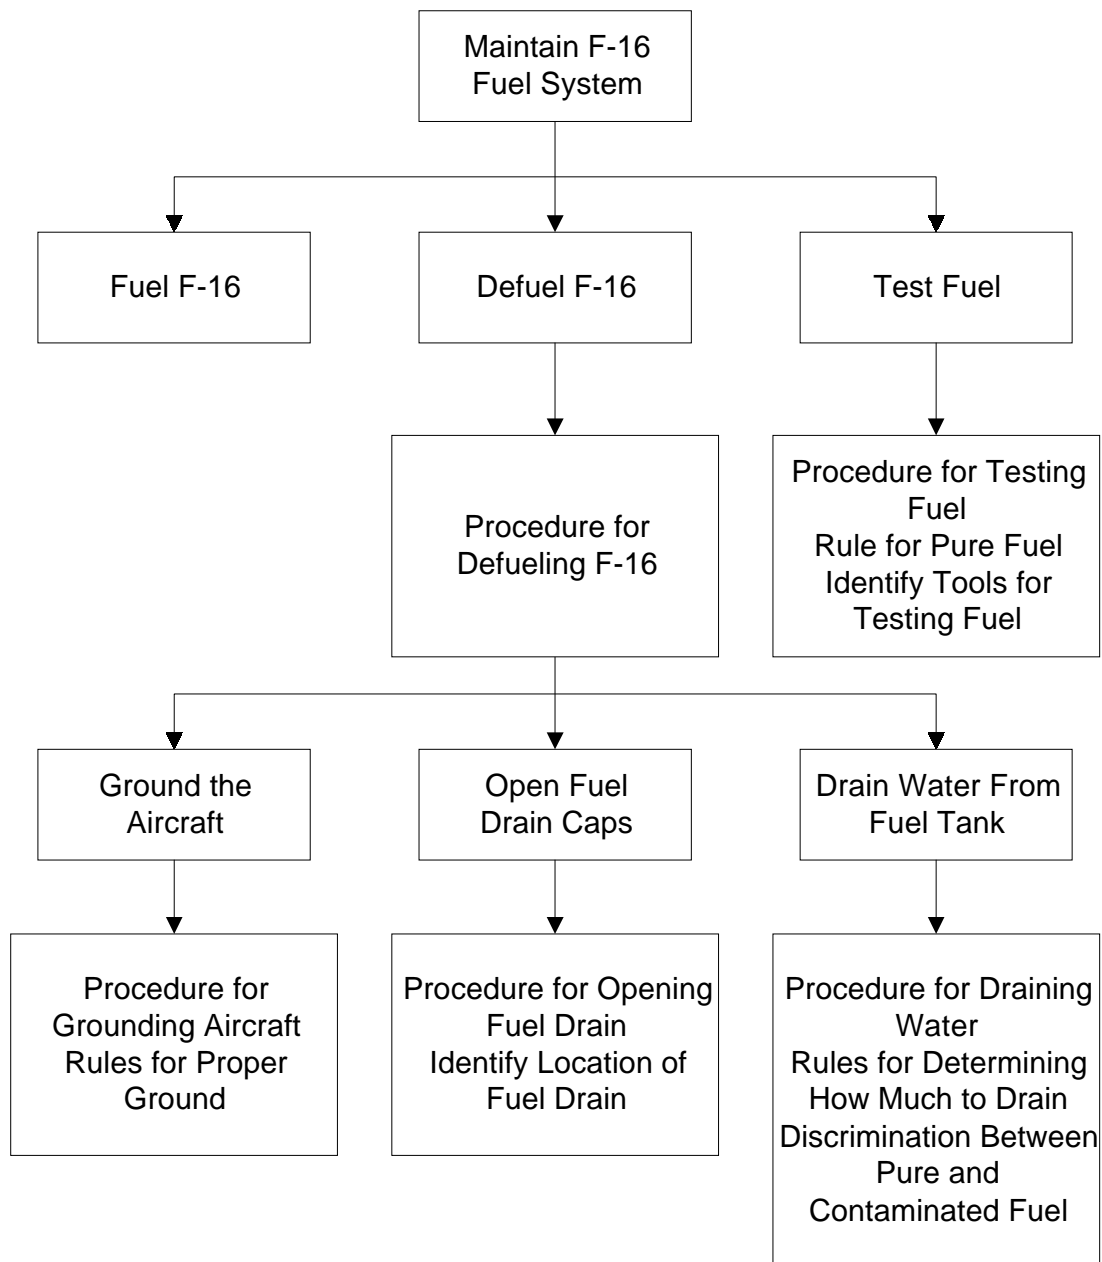 Maintain F-16
Fuel System
Fuel F-16
Defuel F-16
Test Fuel
Procedure for
Defueling F-16
Procedure for Testing
Fuel
Rule for Pure Fuel
Identify Tools for
Testing Fuel
Ground the
Aircraft
Open Fuel
Drain Caps
Drain Water From
Fuel Tank
Procedure for
Grounding Aircraft
Rules for Proper
Ground
Procedure for Opening
Fuel Drain
Identify Location of
Fuel Drain
Procedure for Draining
Water
Rules for Determining
How Much to Drain
Discrimination Between
Pure and
Contaminated Fuel